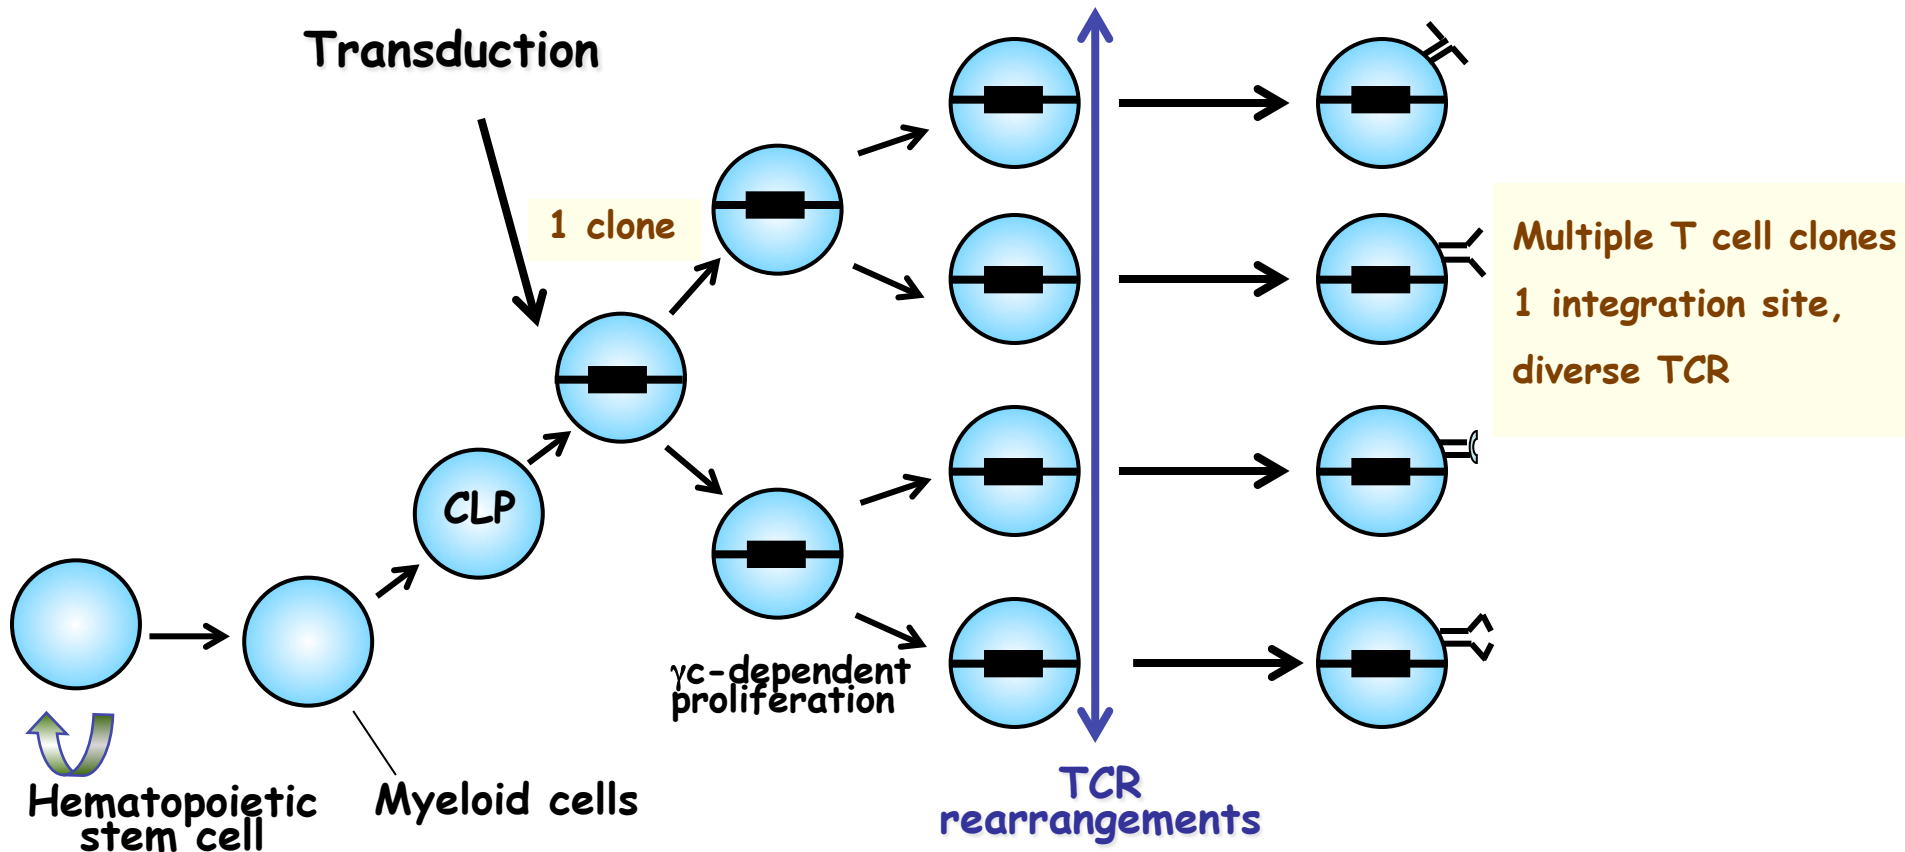 Transduction
1 clone
Multiple T cell clones
1 integration site,
diverse TCR
CLP
γc-dependent
proliferation
Hematopoietic
stem cell
Myeloid cells
TCR
rearrangements